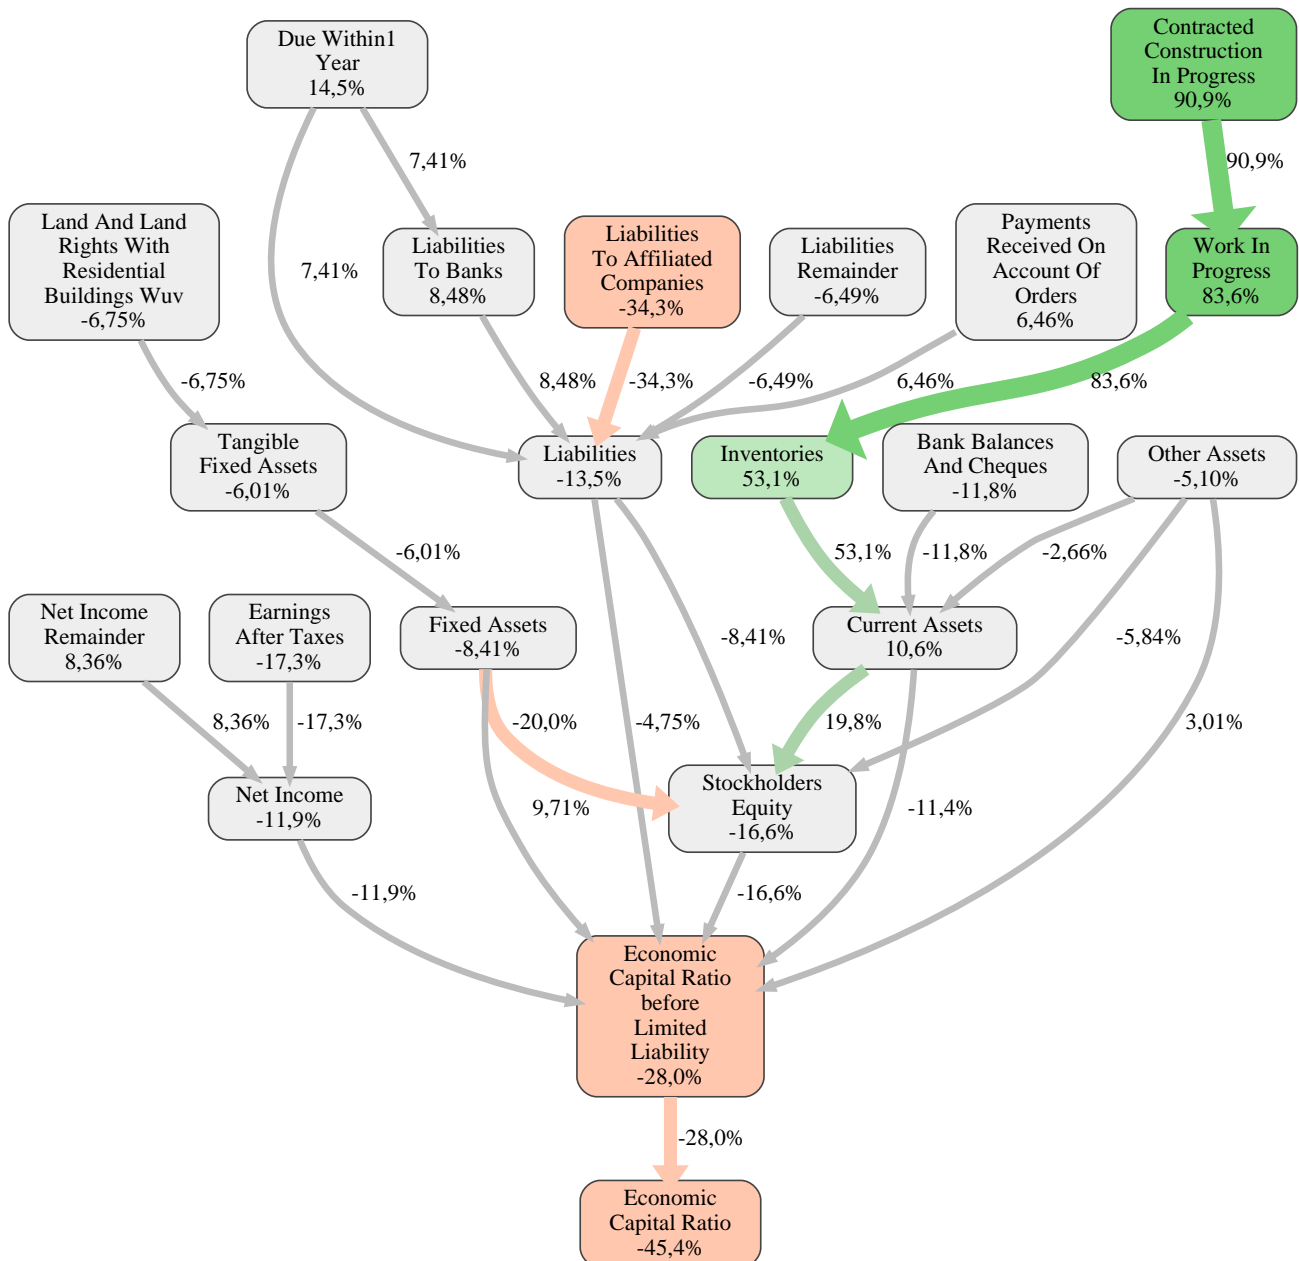 Due Within1
Year
14,5%
Contracted
Construction
In Progress
90,9%
7,41%
90,9%
Land And Land
Rights With
Residential
Buildings Wuv
-6,75%
7,41%
Liabilities
To Banks
8,48%
Liabilities
To Affiliated
Companies
-34,3%
Liabilities
Remainder
-6,49%
Payments
Received On
Account Of
Orders
6,46%
Work In
Progress
83,6%
-6,75%
8,48%
-34,3%
-6,49%
6,46%
83,6%
Tangible
Fixed Assets
-6,01%
Liabilities
-13,5%
Inventories
53,1%
Bank Balances
And Cheques
-11,8%
Other Assets
-5,10%
-6,01%
53,1%
-11,8%
-2,66%
Net Income
Remainder
8,36%
Earnings
After Taxes
-17,3%
Fixed Assets
-8,41%
-8,41%
Current Assets
10,6%
-5,84%
8,36%
-17,3%
-20,0%
-4,75%
19,8%
3,01%
Net Income
-11,9%
9,71%
Stockholders
Equity
-16,6%
-11,4%
-11,9%
-16,6%
Economic
Capital Ratio
before
Limited
Liability
-28,0%
-28,0%
Economic
Capital Ratio
-45,4%